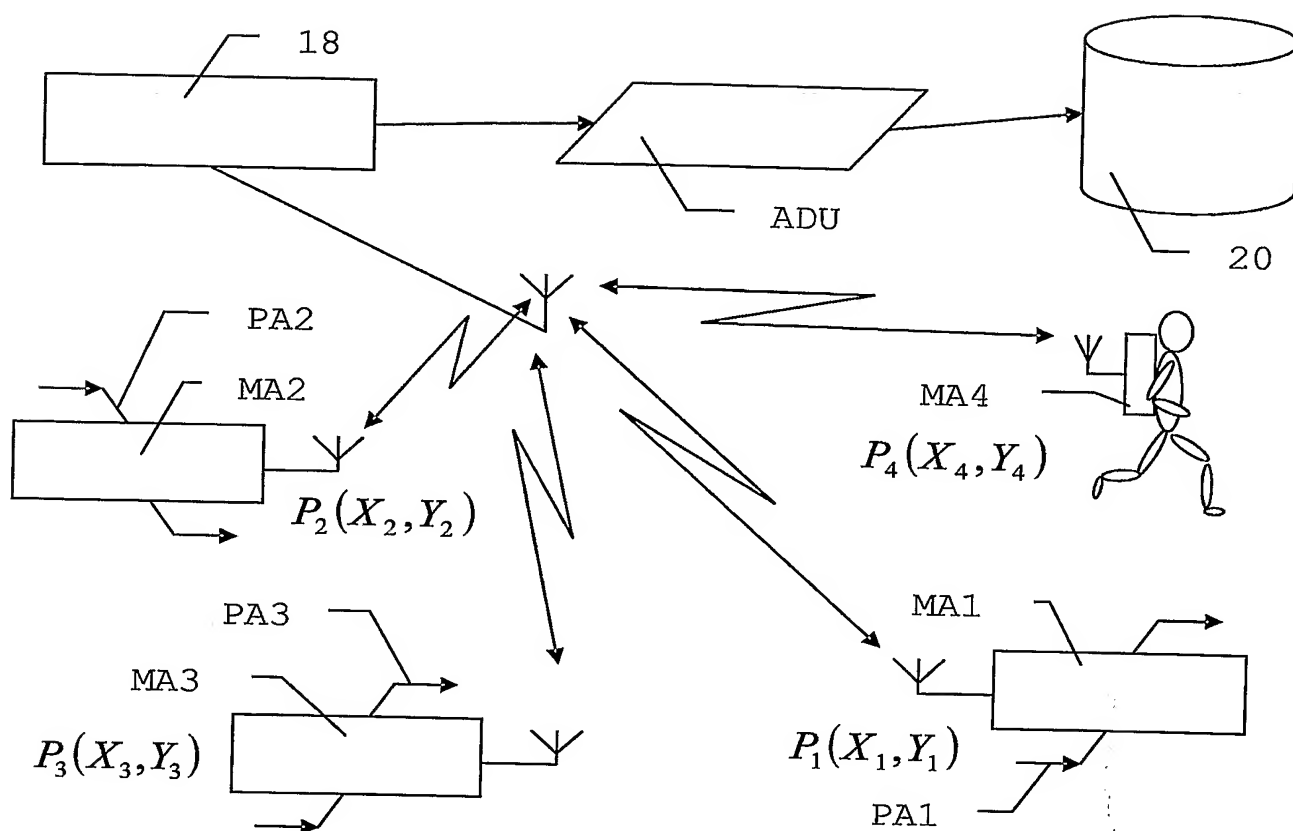 18
ADU
20
PA2
MA2
MA4
P₄(X₄,Y₄)
P₂(X₂,Y₂)
PA3
MA1
MA3
P₃(X₃,Y₃)
P₁(X₁,Y₁)
PA1